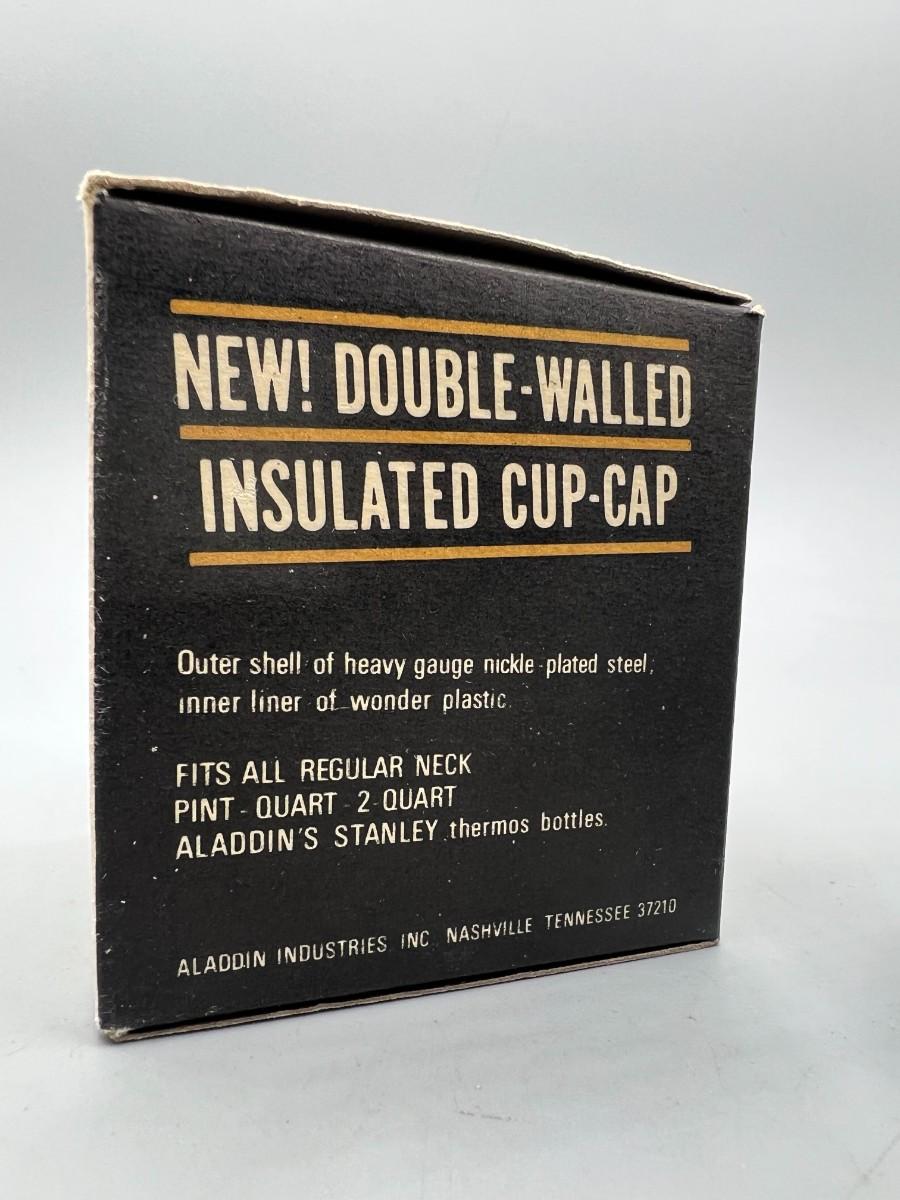 NEW! DOUBLE-WALLED
INSULATED CUP-CAP
Outer shell of heavy gauge nickle-plated steel,
inner liner of wonder plastic.
FITS ALL REGULAR NECK
PINT - QUART - 2-QUART
ALADDIN'S STANLEY thermos bottles.
ALADDIN INDUSTRIES, INC. NASHVILLE TENNESSEE 37210